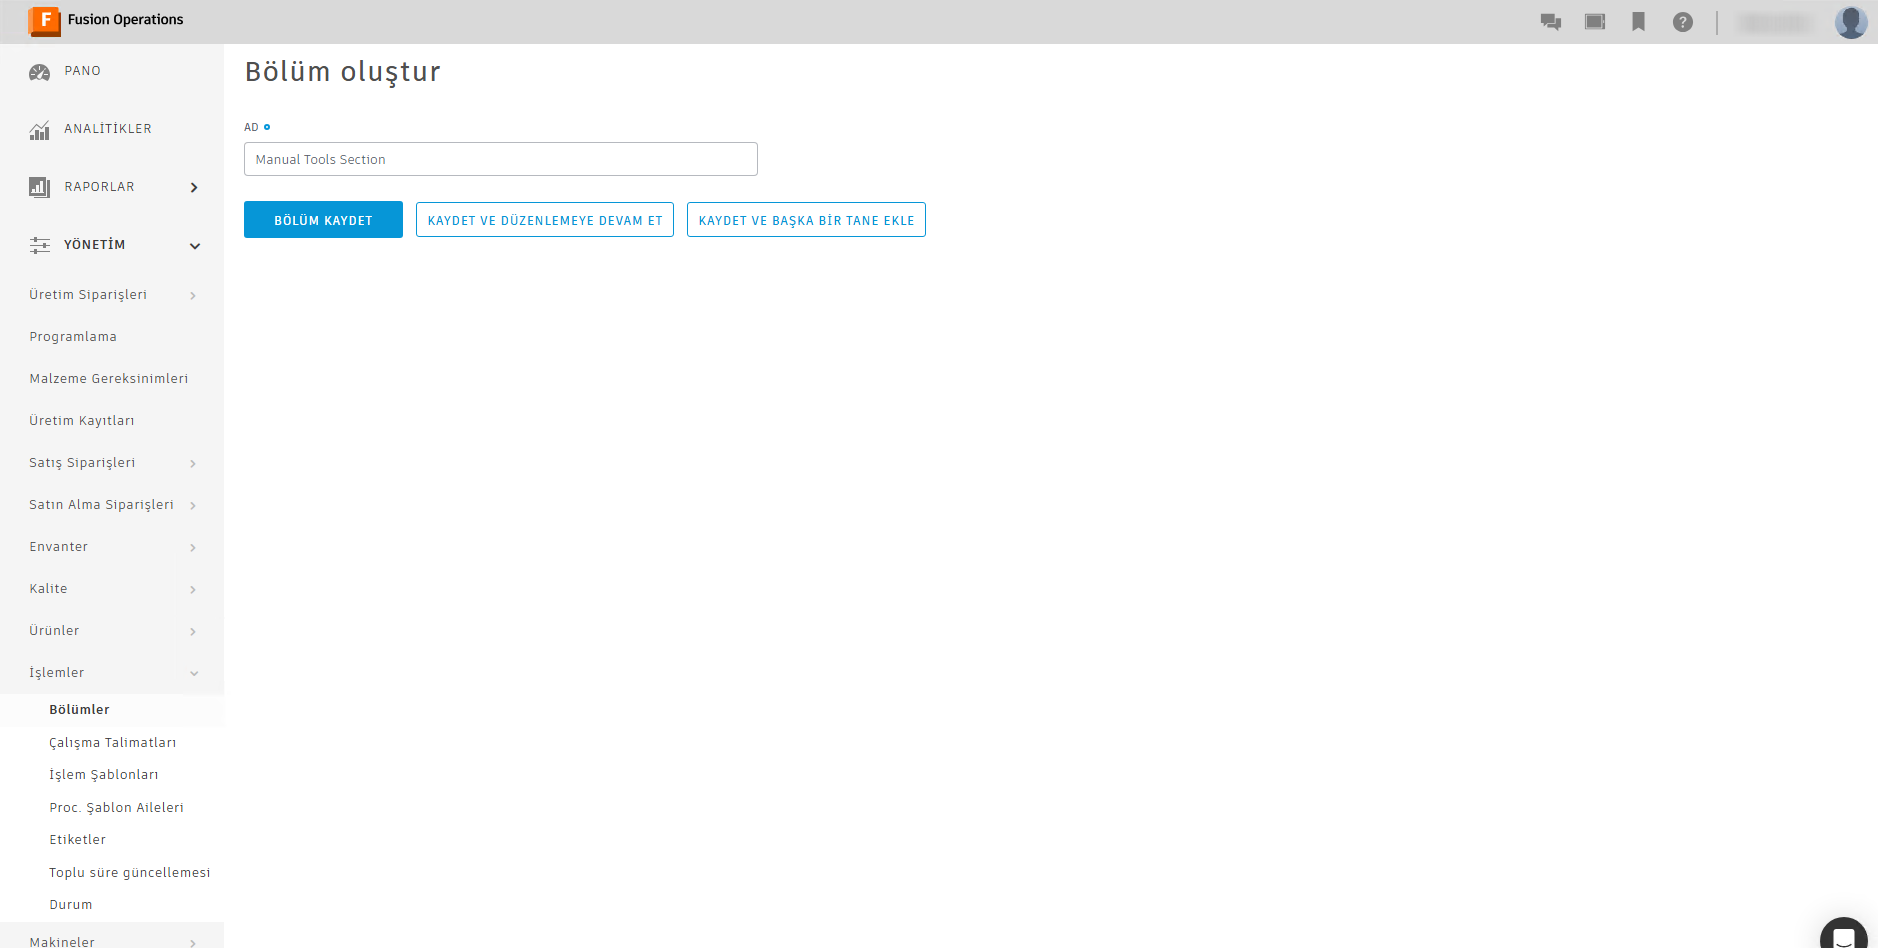 Fusion Operations
PANO
ANALİTİKLER
RAPORLAR
YÖNETİM
Üretim Siparişleri
Programlama
Malzeme Gereksinimleri
Üretim Kayıtları
Satış Siparişleri
Satın Alma Siparişleri
Envanter
Kalite
Ürünler
İşlemler
Bölümler
Çalışma Talimatları
İşlem Şablonları
Proc. Şablon Aileleri
Etiketler
Toplu süre güncellemesi
Durum
Makineler
Bölüm oluştur
AD
Manual Tools Section
BÖLÜM KAYDET
KAYDET VE DÜZENLEMEYE DEVAM ET
KAYDET VE BAŞKA BİR TANE EKLE